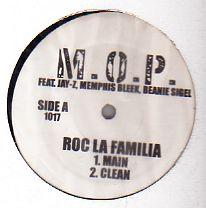 M.O.P.
FEAT. JAY-Z, MEMPHIS BLEEK, BEANIE SIGEL
SIDE A
1017
ROC LA FAMILIA
1. MAIN
2. CLEAN